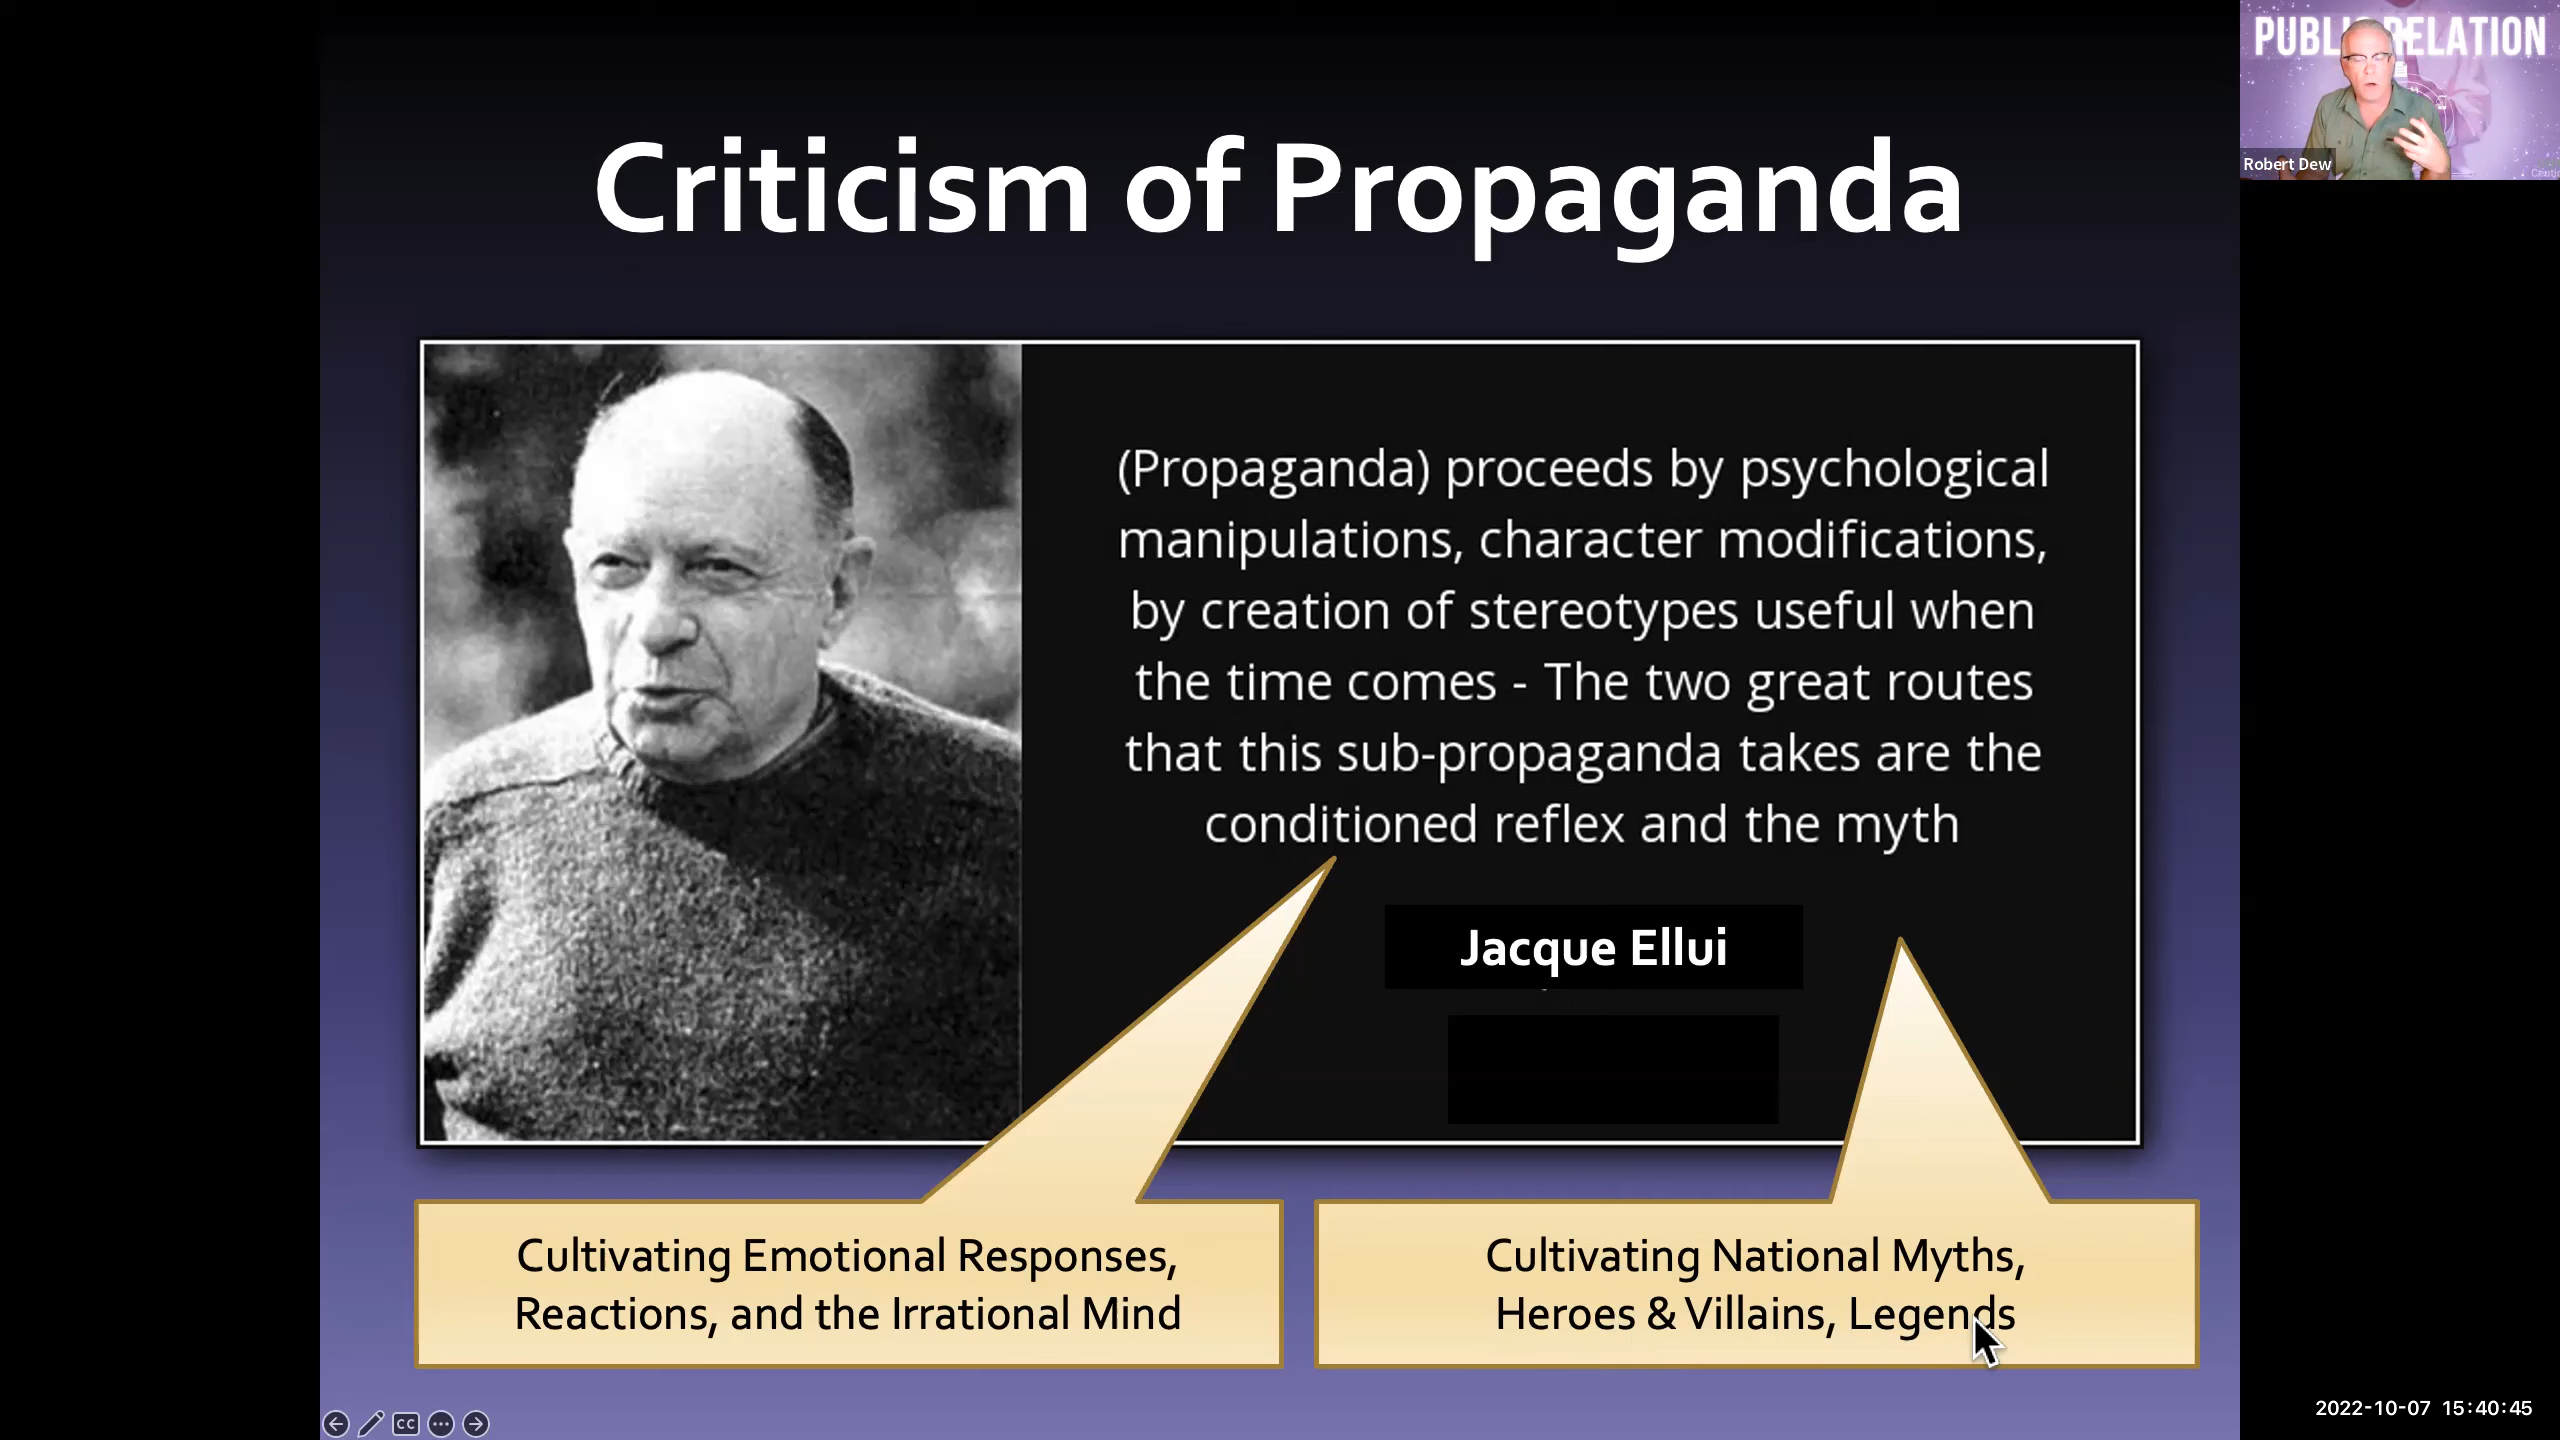 Criticism of Propaganda
(Propaganda) proceeds by psychological
manipulations, character modifications,
by creation of stereotypes useful when
the time comes - The two great routes
that this sub-propaganda takes are the
conditioned reflex and the myth
Jacque Ellui
Cultivating Emotional Responses,
Reactions, and the Irrational Mind
Cultivating National Myths,
Heroes & Villains, Legends
PUBLIC RELATION
Robert Dew
CC
2022-10-07 15:40:45